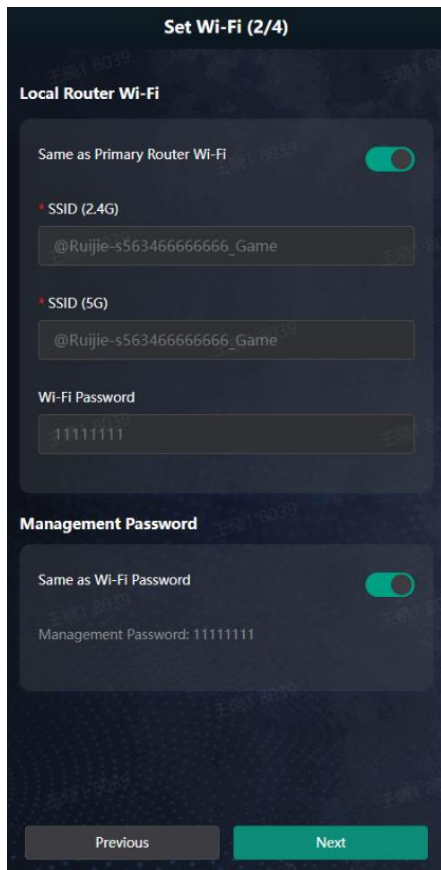 Set Wi-Fi (2/4)
Local Router Wi-Fi
Same as Primary Router Wi-Fi
* SSID (2.4G)
@Ruijie-s563466666666_Game
* SSID (5G)
@Ruijie-s563466666666_Game
Wi-Fi Password
11111111
Management Password
Same as Wi-Fi Password
Management Password: 11111111
Previous
Next